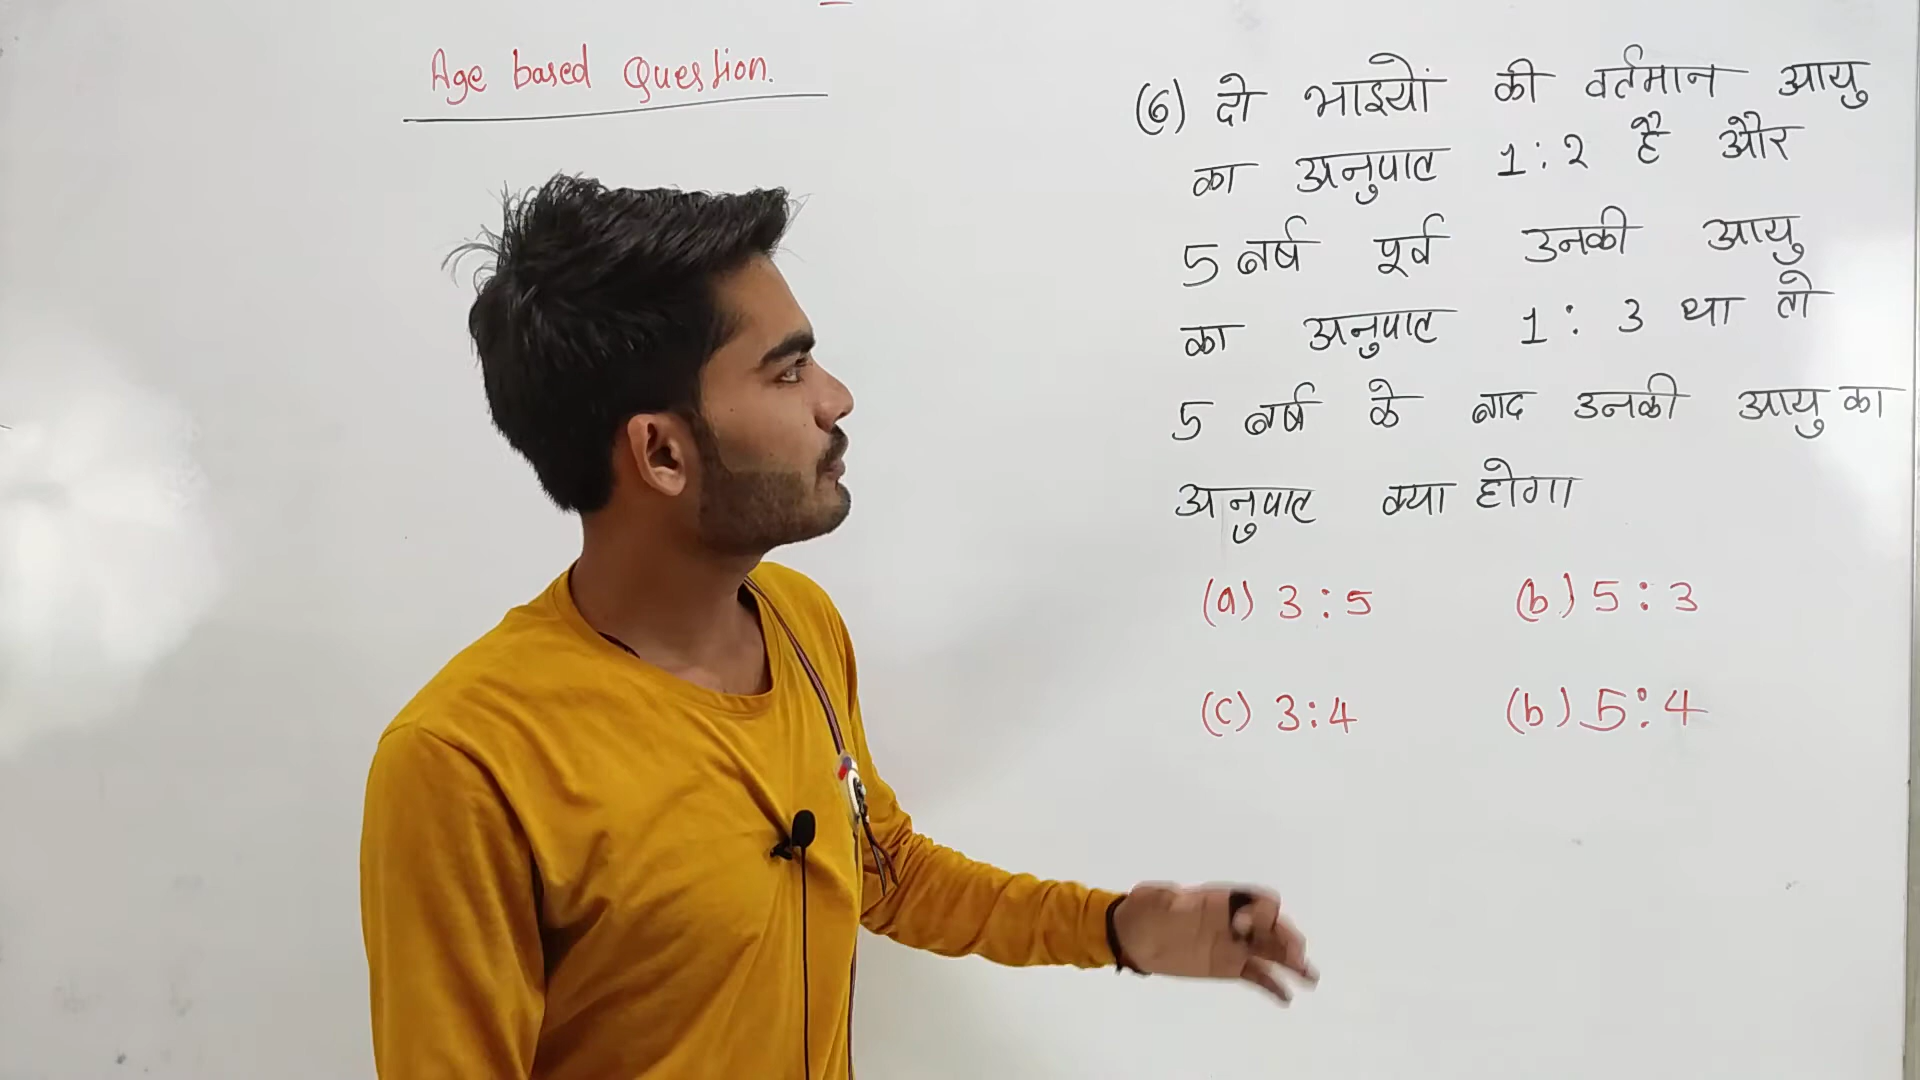 Age based Question.
(6) दो भाइयों की वर्तमान आयु
का अनुपात 1:2 है और
5 वर्ष पूर्व उनकी आयु
का अनुपात 1:3 था तो
5 वर्ष के बाद उनकी आयु का
अनुपात क्या होगा
(a) 3:5 (b) 5:3
(c) 3:4 (b) 5:4